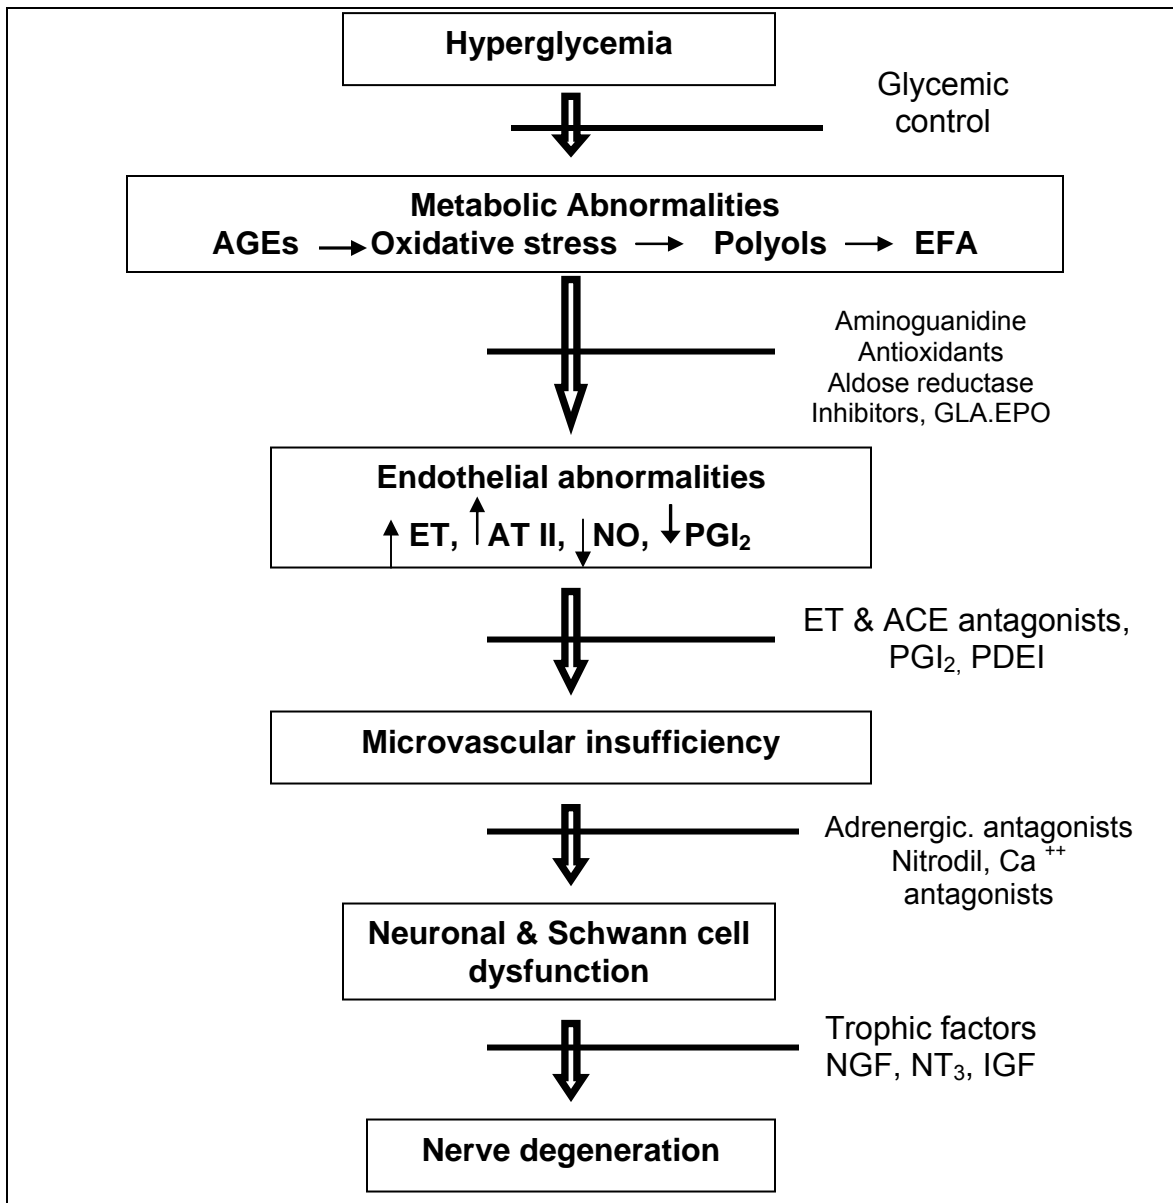 Hyperglycemia
Glycemic
control
Metabolic Abnormalities
AGEs → Oxidative stress → Polyols → EFA
Aminoguanidine
Antioxidants
Aldose reductase
Inhibitors, GLA.EPO
Endothelial abnormalities
↑ ET, ↑ AT II, ↓ NO, ↓ PGI₂
ET & ACE antagonists,
PGI₂, PDEI
Microvascular insufficiency
Adrenergic. antagonists
Nitrodil, Ca ⁺⁺
antagonists
Neuronal & Schwann cell
dysfunction
Trophic factors
NGF, NT₃, IGF
Nerve degeneration